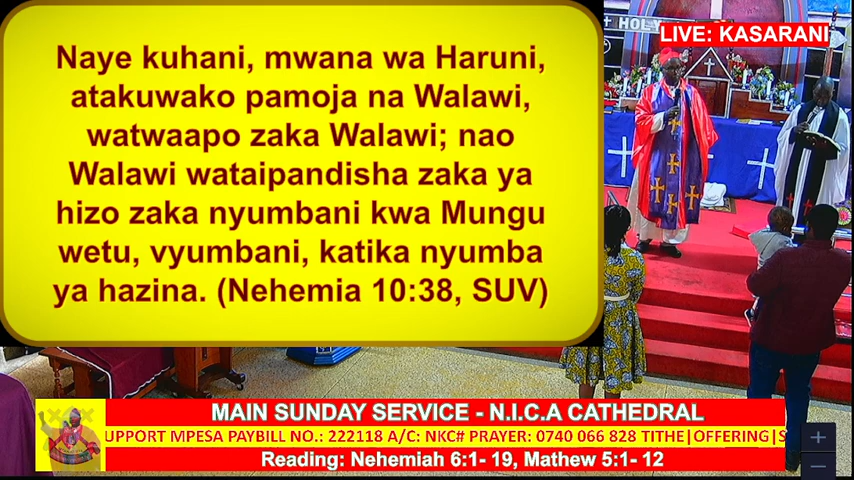 Naye kuhani, mwana wa Haruni,
atakuwako pamoja na Walawi,
watwaapo zaka Walawi; nao
Walawi wataipandisha zaka ya
hizo zaka nyumbani kwa Mungu
wetu, vyumbani, katika nyumba
ya hazina. (Nehemia 10:38, SUV)
HOLY
LIVE: KASARANI
MAIN SUNDAY SERVICE - N.I.C.A CATHEDRAL
UPPORT MPESA PAYBILL NO.: 222118 A/C: NKC# PRAYER: 0740 066 828 TITHE|OFFERING|S
Reading: Nehemiah 6:1- 19, Mathew 5:1- 12